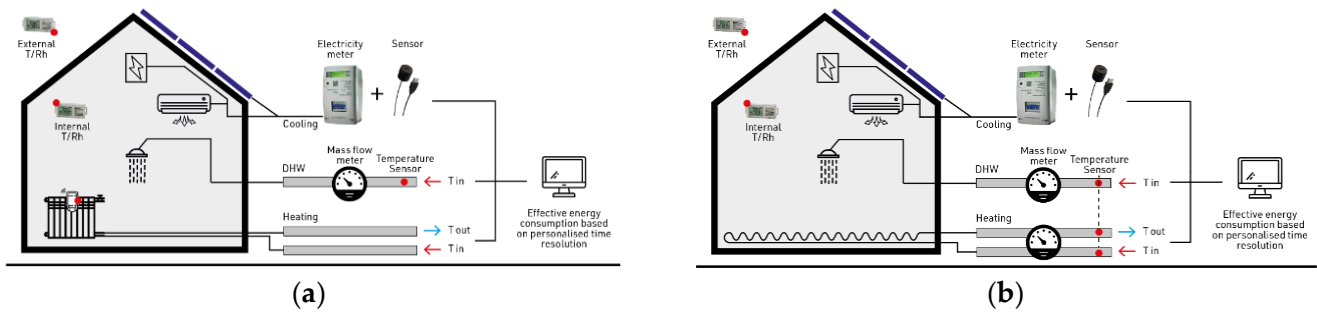 External
T/Rh
Internal
T/Rh
Electricity
meter
Sensor
+
Cooling
DHW
Mass flow
meter
Temperature
Sensor
T in
Heating
T out
T in
Effective energy
consumption based
on personalised time
resolution
(a)
External
T/Rh
Internal
T/Rh
Electricity
meter
Sensor
+
Cooling
DHW
Mass flow
meter
Temperature
Sensor
T in
Heating
T out
T in
Effective energy
consumption based
on personalised time
resolution
(b)